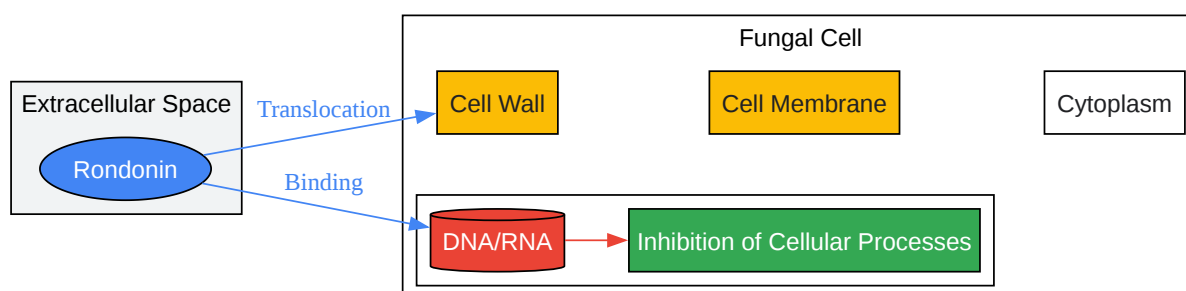 Fungal Cell
Extracellular Space
Translocation
Cell Wall
Cell Membrane
Cytoplasm
Rondonin
Binding
DNA/RNA
Inhibition of Cellular Processes